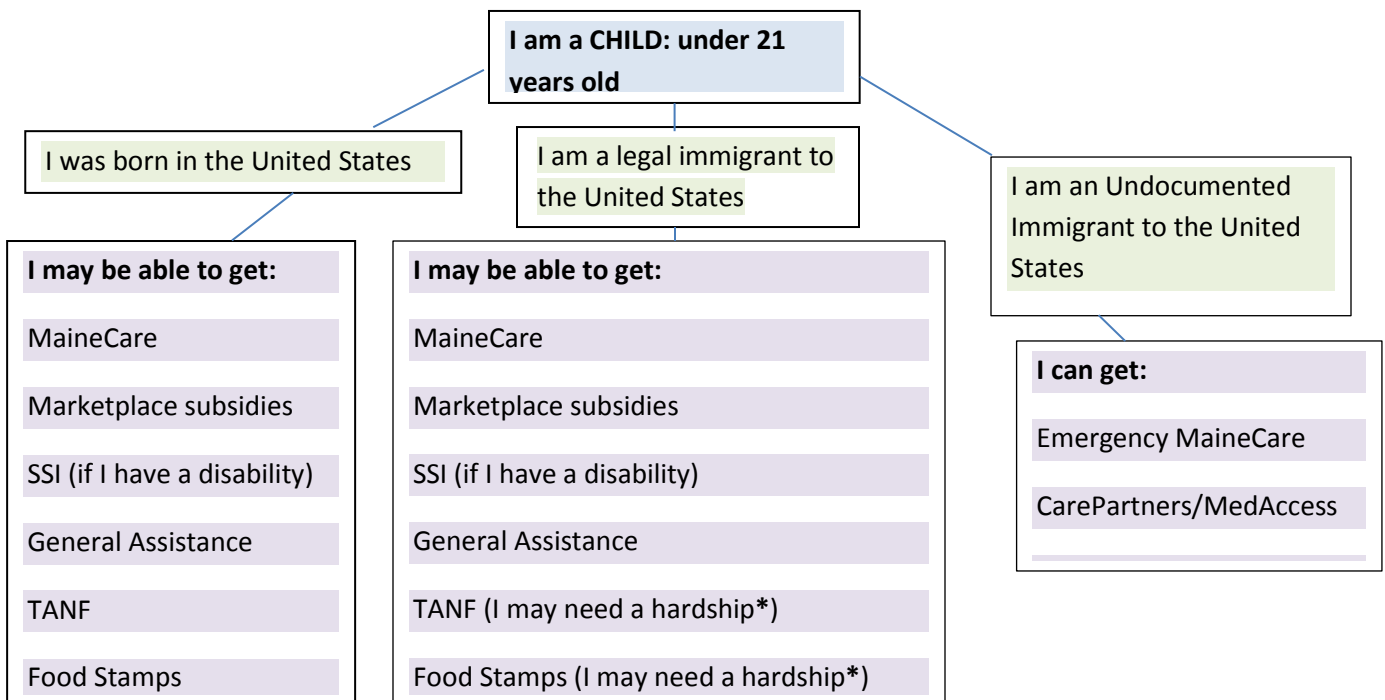 I am a CHILD: under 21
years old
I was born in the United States
I am a legal immigrant to
the United States
I am an Undocumented
Immigrant to the United
States
I may be able to get:
MaineCare
Marketplace subsidies
SSI (if I have a disability)
General Assistance
TANF
Food Stamps
I may be able to get:
MaineCare
Marketplace subsidies
SSI (if I have a disability)
General Assistance
TANF (I may need a hardship*)
Food Stamps (I may need a hardship*)
I can get:
Emergency MaineCare
CarePartners/MedAccess